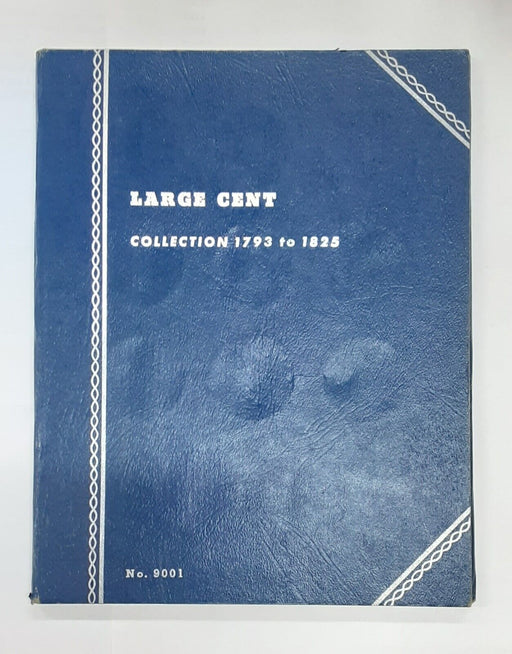 LARGE CENT
COLLECTION 1793 to 1825
No. 9001